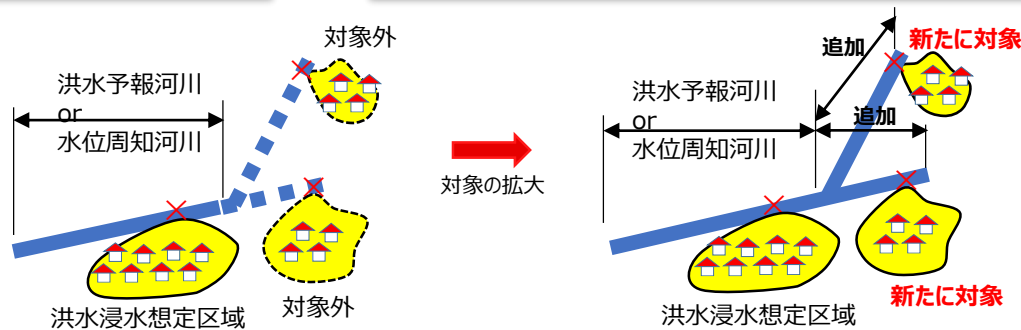 対象外
洪水予報河川
or
水位周知河川
対象外
洪水浸水想定区域
対象の拡大
追加
新たに対象
洪水予報河川
or
水位周知河川
追加
新たに対象
洪水浸水想定区域